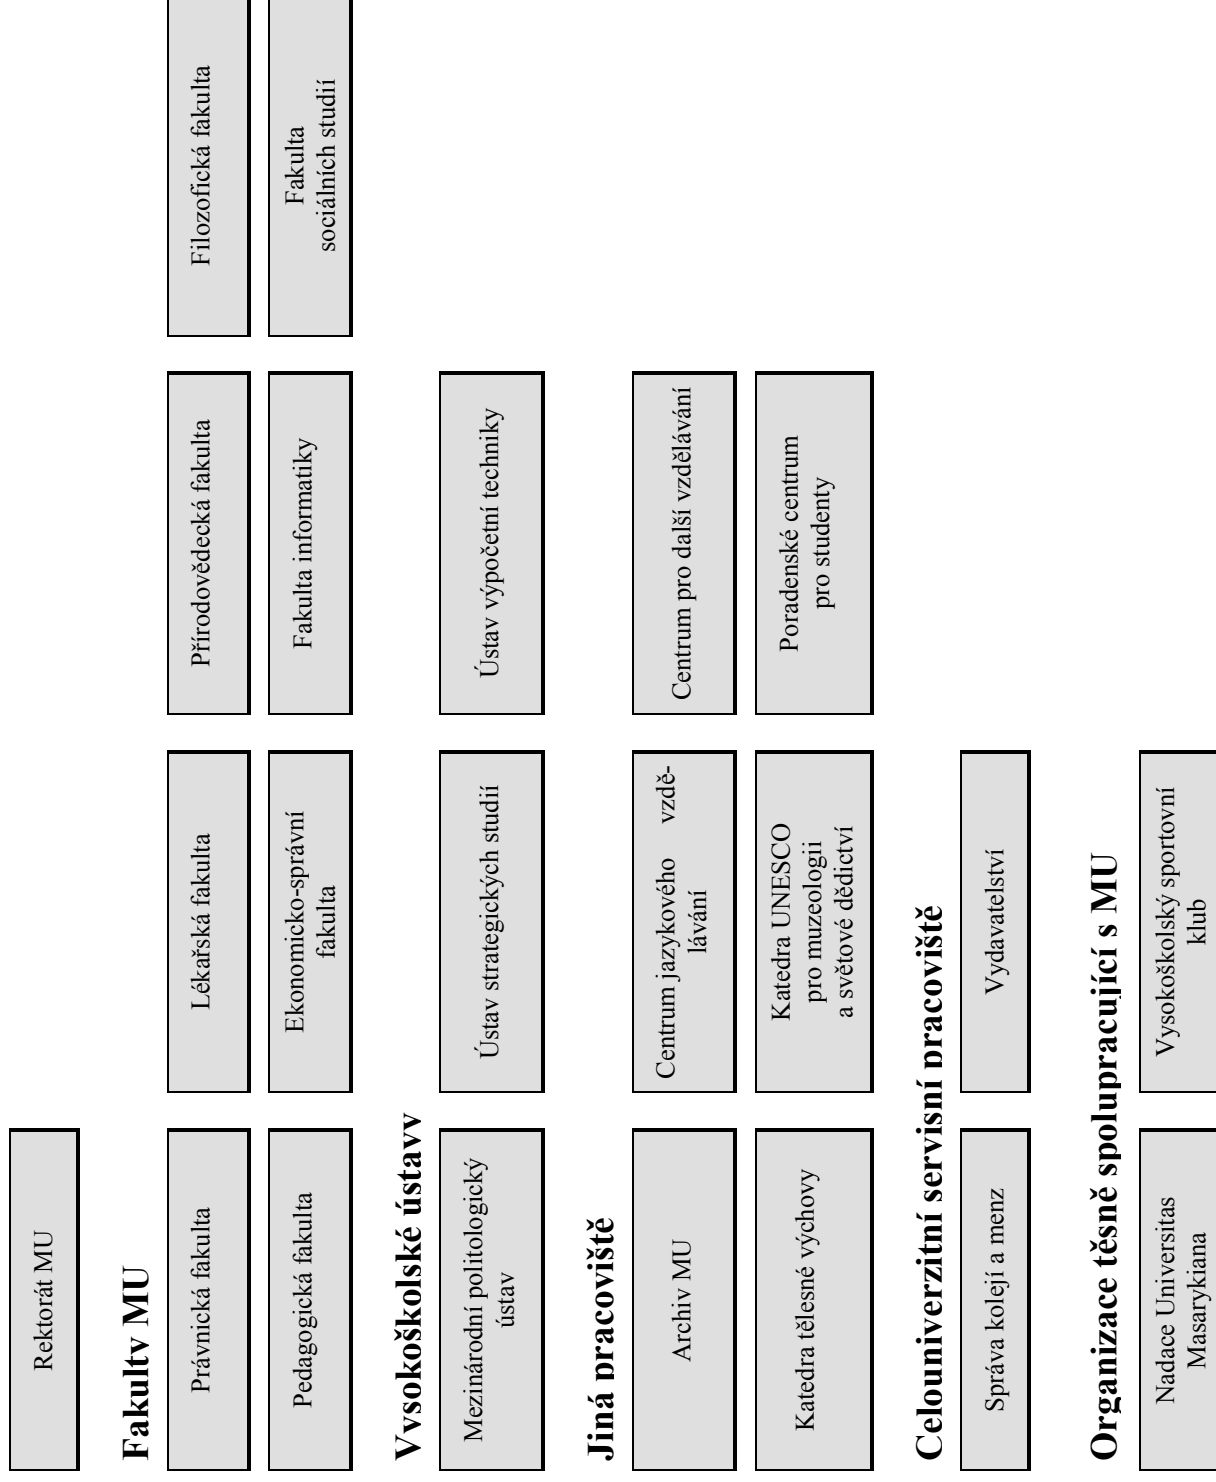 Rektorát MU
Fakulty MU
Právnická fakulta
Lékařská fakulta
Přírodovědecká fakulta
Filozofická fakulta
Pedagogická fakulta
Ekonomicko-správní
fakulta
Fakulta informatiky
Fakulta
sociálních studií
Vysokoškolské ústavy
Mezinárodní politologický
ústav
Ústav strategických studií
Ústav výpočetní techniky
Jiná pracoviště
Archiv MU
Centrum jazykového vzdě-
lávání
Centrum pro další vzdělávání
Katedra tělesné výchovy
Katedra UNESCO
pro muzeologii
a světové dědictví
Poradenské centrum
pro studenty
Celouniverzitní servisní pracoviště
Správa kolejí a menz
Vydavatelství
Organizace těsně spolupracující s MU
Nadace Universitas
Masarykiana
Vysokoškolský sportovní
klub